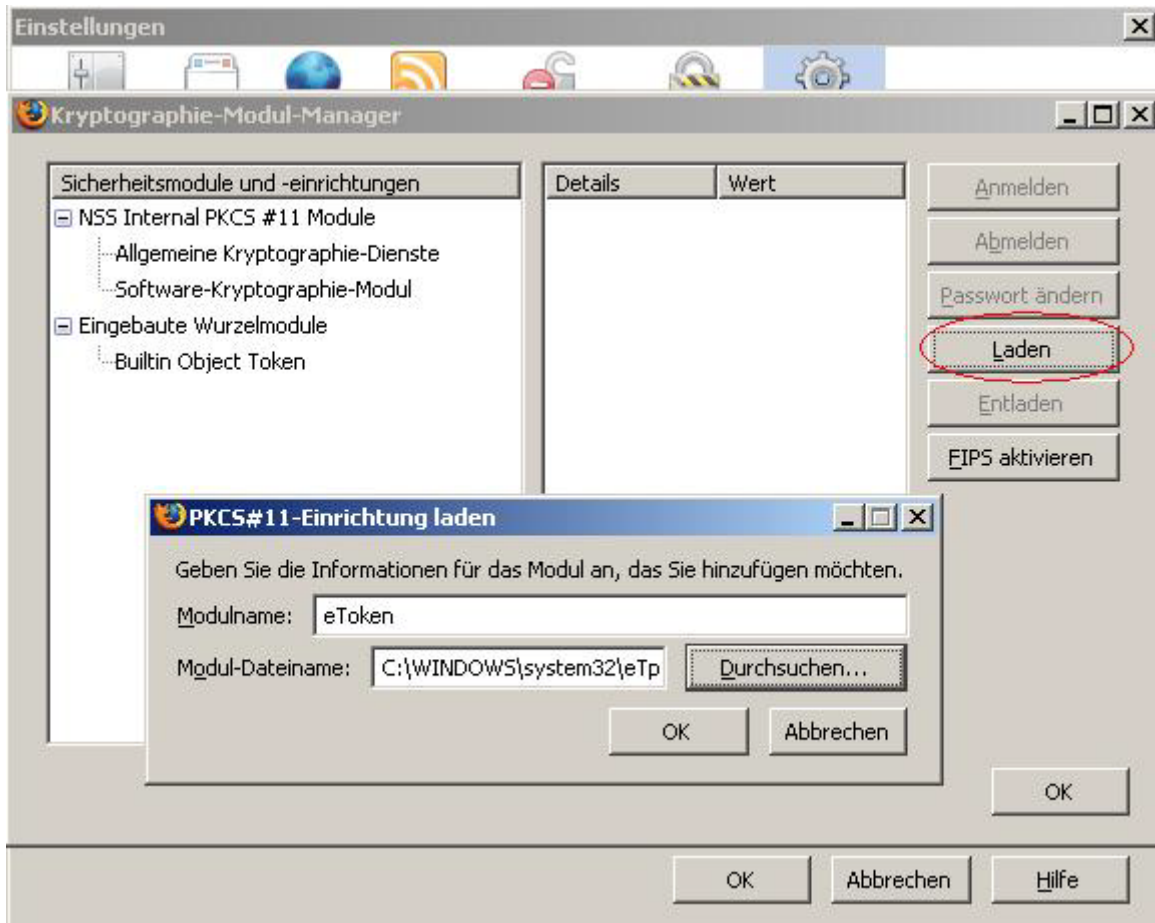 Einstellungen
Kryptographie-Modul-Manager
Sicherheitsmodule und -einrichtungen
Details Wert
NSS Internal PKCS #11 Module
Allgemeine Kryptographie-Dienste
Software-Kryptographie-Modul
Eingebaute Wurzelmodule
Builtin Object Token
Anmelden
Abmelden
Passwort ändern
Laden
Entladen
FIPS aktivieren
PKCS#11-Einrichtung laden
Geben Sie die Informationen für das Modul an, das Sie hinzufügen möchten.
Modulname: eToken
Modul-Dateiname: C:\WINDOWS\system32\eTp Durchsuchen...
OK Abbrechen
OK
OK Abbrechen Hilfe